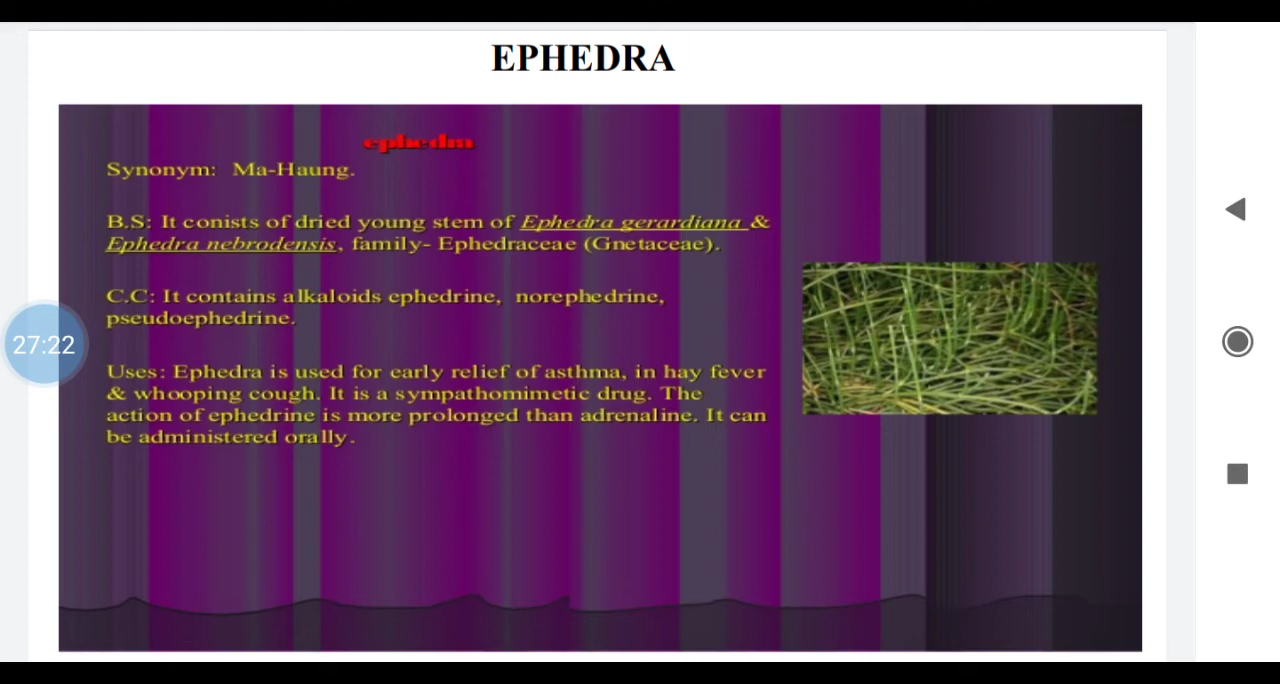 EPHEDRA
ephedra
Synonym: Ma-Haung.
B.S: It conists of dried young stem of Ephedra gerardiana &
Ephedra nebrodensis, family- Ephedraceae (Gnetaceae).
C.C: It contains alkaloids ephedrine, norephedrine,
pseudoephedrine.
27:22
Uses: Ephedra is used for early relief of asthma, in hay fever
& whooping cough. It is a sympathomimetic drug. The
action of ephedrine is more prolonged than adrenaline. It can
be administered orally.